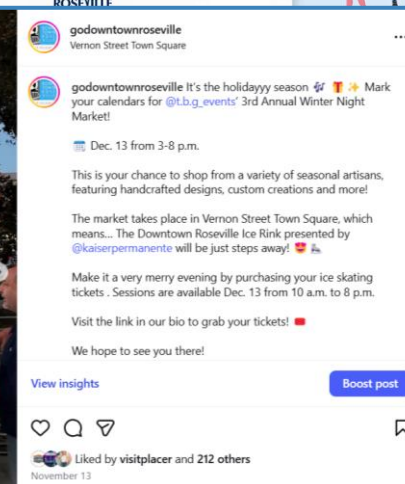 ROSEVILLE
godowntownroseville
Vernon Street Town Square
godowntownroseville It's the holidayyy season 🎶 🎁 ✨ Mark
your calendars for @t.b.g_events' 3rd Annual Winter Night
Market!
🗓️ Dec. 13 from 3-8 p.m.
This is your chance to shop from a variety of seasonal artisans,
featuring handcrafted designs, custom creations and more!
The market takes place in Vernon Street Town Square, which
means... The Downtown Roseville Ice Rink presented by
@kaiserpermanente will be just steps away! 😍 ⛸️
Make it a very merry evening by purchasing your ice skating
tickets . Sessions are available Dec. 13 from 10 a.m. to 8 p.m.
Visit the link in our bio to grab your tickets! 🎟️
We hope to see you there!
View insights
Boost post
Liked by visitplacer and 212 others
November 13